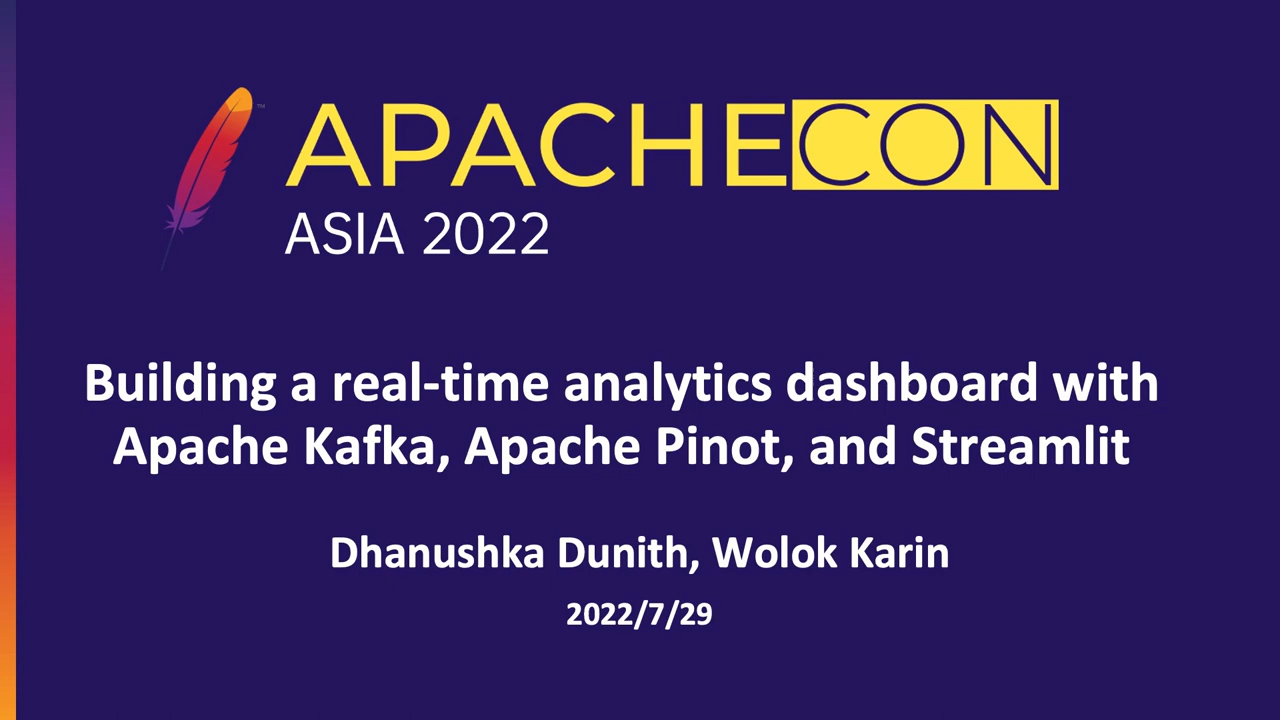 APACHECON
™
ASIA 2022
Building a real-time analytics dashboard with
Apache Kafka, Apache Pinot, and Streamlit
Dhanushka Dunith, Wolok Karin
2022/7/29